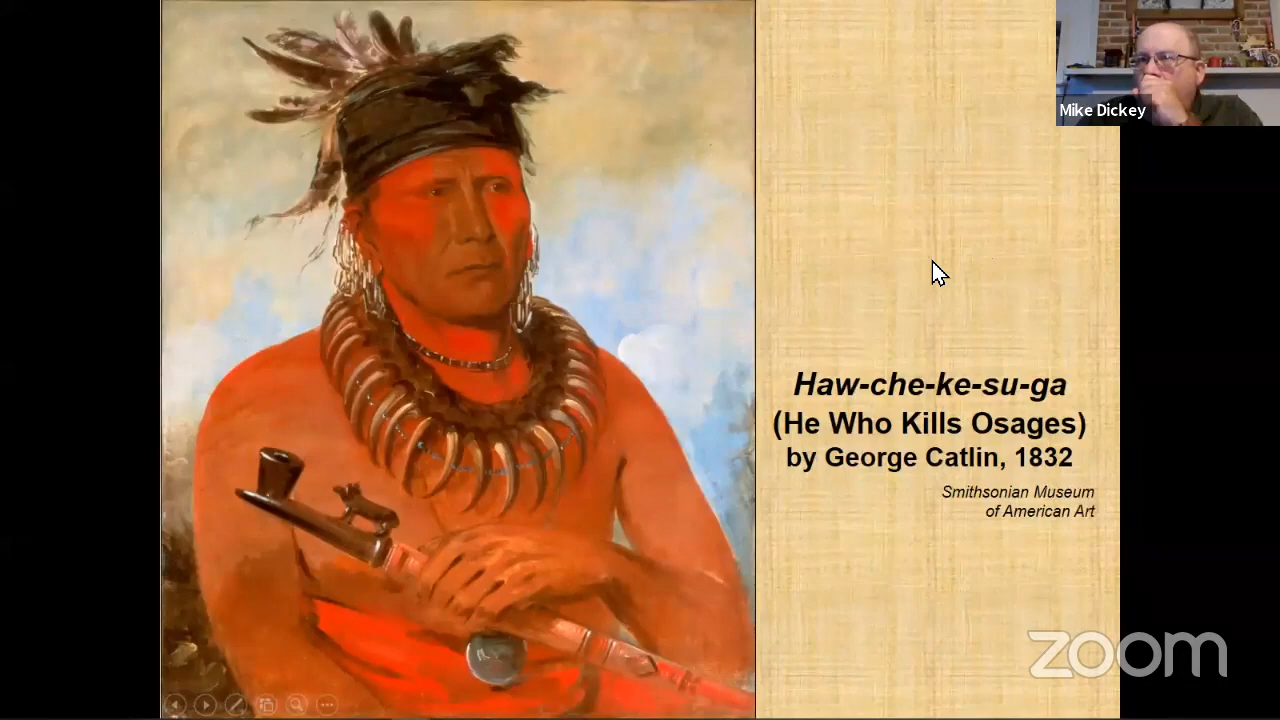 Mike Dickey
Haw-che-ke-su-ga
(He Who Kills Osages)
by George Catlin, 1832
Smithsonian Museum
of American Art
zoom